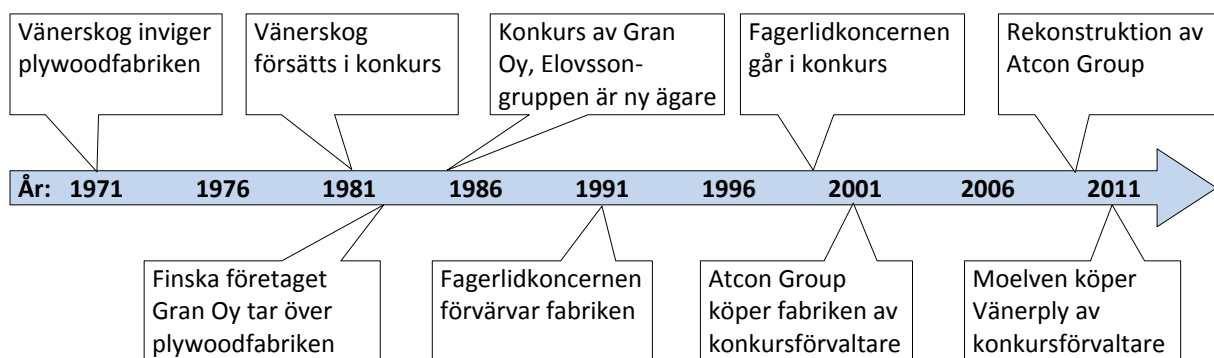 Vänerskog inviger
plywoodfabriken
Vänerskog
försätts i konkurs
Konkurs av Gran
Oy, Elovsson-
gruppen är ny ägare
Fagerlidkoncernen
går i konkurs
Rekonstruktion av
Atcon Group
År: 1971 1976 1981 1986 1991 1996 2001 2006 2011
Finska företaget
Gran Oy tar över
plywoodfabriken
Fagerlidkoncernen
förvärvar fabriken
Atcon Group
köper fabriken av
konkursförvaltare
Moelven köper
Vänerply av
konkursförvaltare